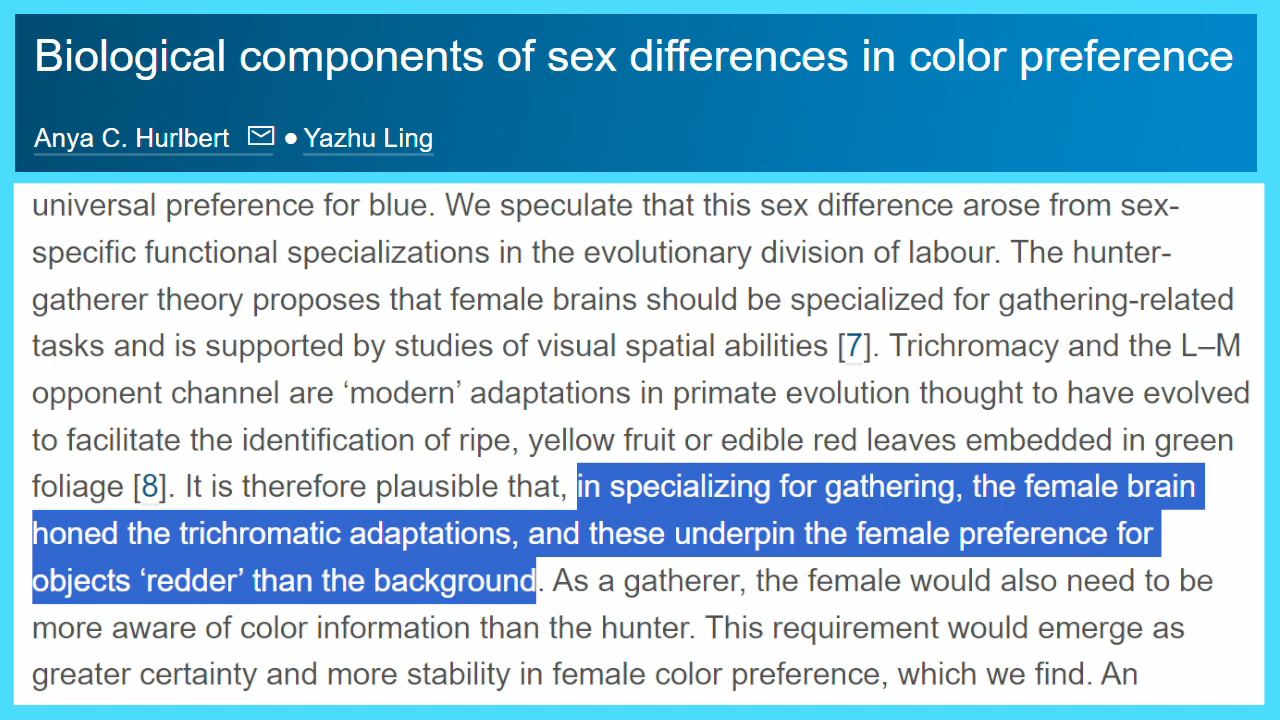 Biological components of sex differences in color preference
Anya C. Hurlbert ● Yazhu Ling
universal preference for blue. We speculate that this sex difference arose from sex-
specific functional specializations in the evolutionary division of labour. The hunter-
gatherer theory proposes that female brains should be specialized for gathering-related
tasks and is supported by studies of visual spatial abilities [7]. Trichromacy and the L–M
opponent channel are ‘modern’ adaptations in primate evolution thought to have evolved
to facilitate the identification of ripe, yellow fruit or edible red leaves embedded in green
foliage [8]. It is therefore plausible that, in specializing for gathering, the female brain
honed the trichromatic adaptations, and these underpin the female preference for
objects ‘redder’ than the background. As a gatherer, the female would also need to be
more aware of color information than the hunter. This requirement would emerge as
greater certainty and more stability in female color preference, which we find. An